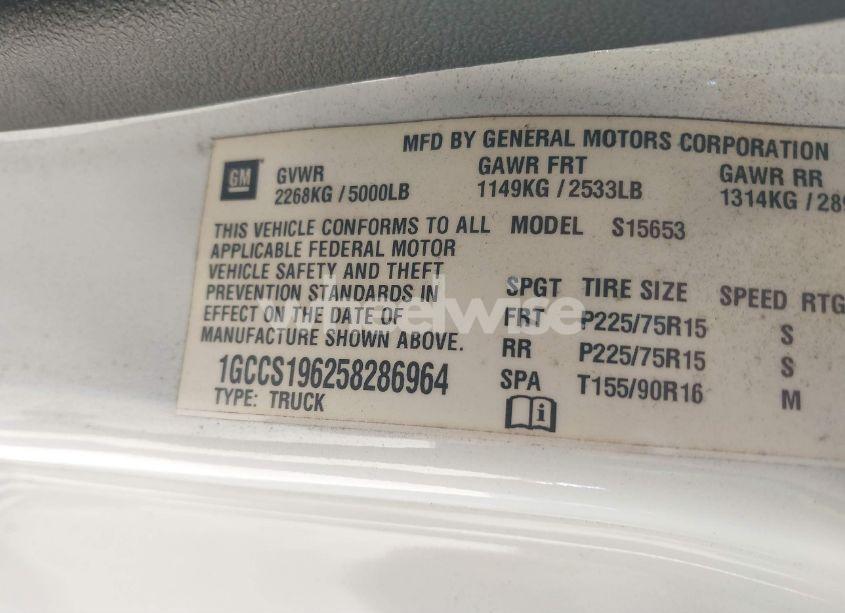 MFD BY GENERAL MOTORS CORPORATION
GM
GVWR GAWR FRT GAWR RR
2268KG / 5000LB 1149KG / 2533LB 1314KG / 289
THIS VEHICLE CONFORMS TO ALL MODEL S15653
APPLICABLE FEDERAL MOTOR
VEHICLE SAFETY AND THEFT
PREVENTION STANDARDS IN SPGT TIRE SIZE SPEED RTG
EFFECT ON THE DATE OF FRT P225/75R15 S
MANUFACTURE SHOWN ABOVE. RR P225/75R15 S
1GCCS196258286964 SPA T155/90R16 M
TYPE: TRUCK
wheelwise